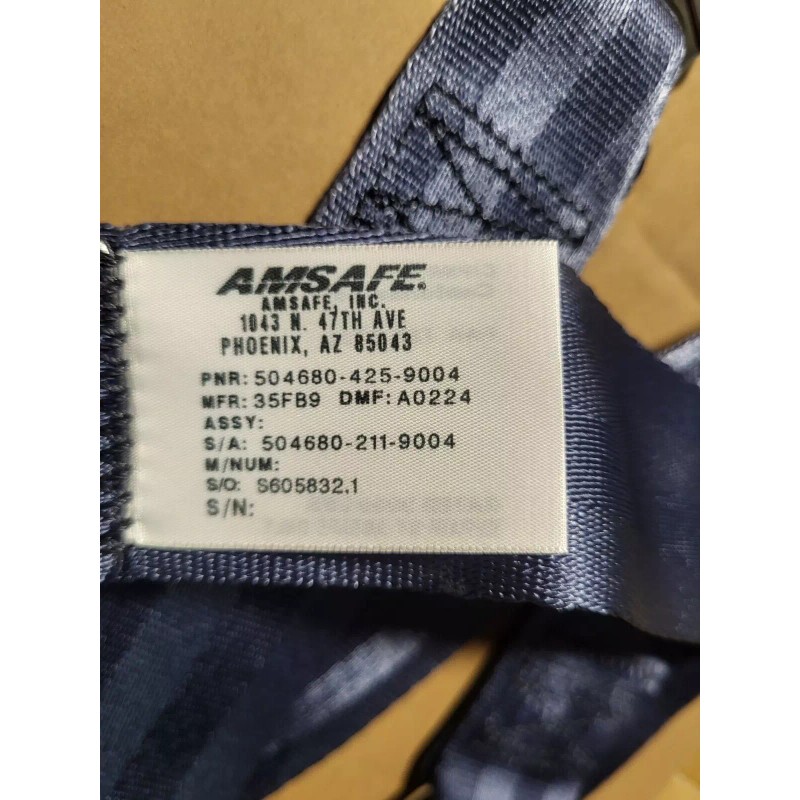 AMSAFE®
AMSAFE, INC.
1043 N. 47TH AVE
PHOENIX, AZ 85043
PNR: 504680-425-9004
MFR: 35FB9 DMF: A0224
ASSY:
S/A: 504680-211-9004
M/NUM:
S/O: S605832.1
S/N: